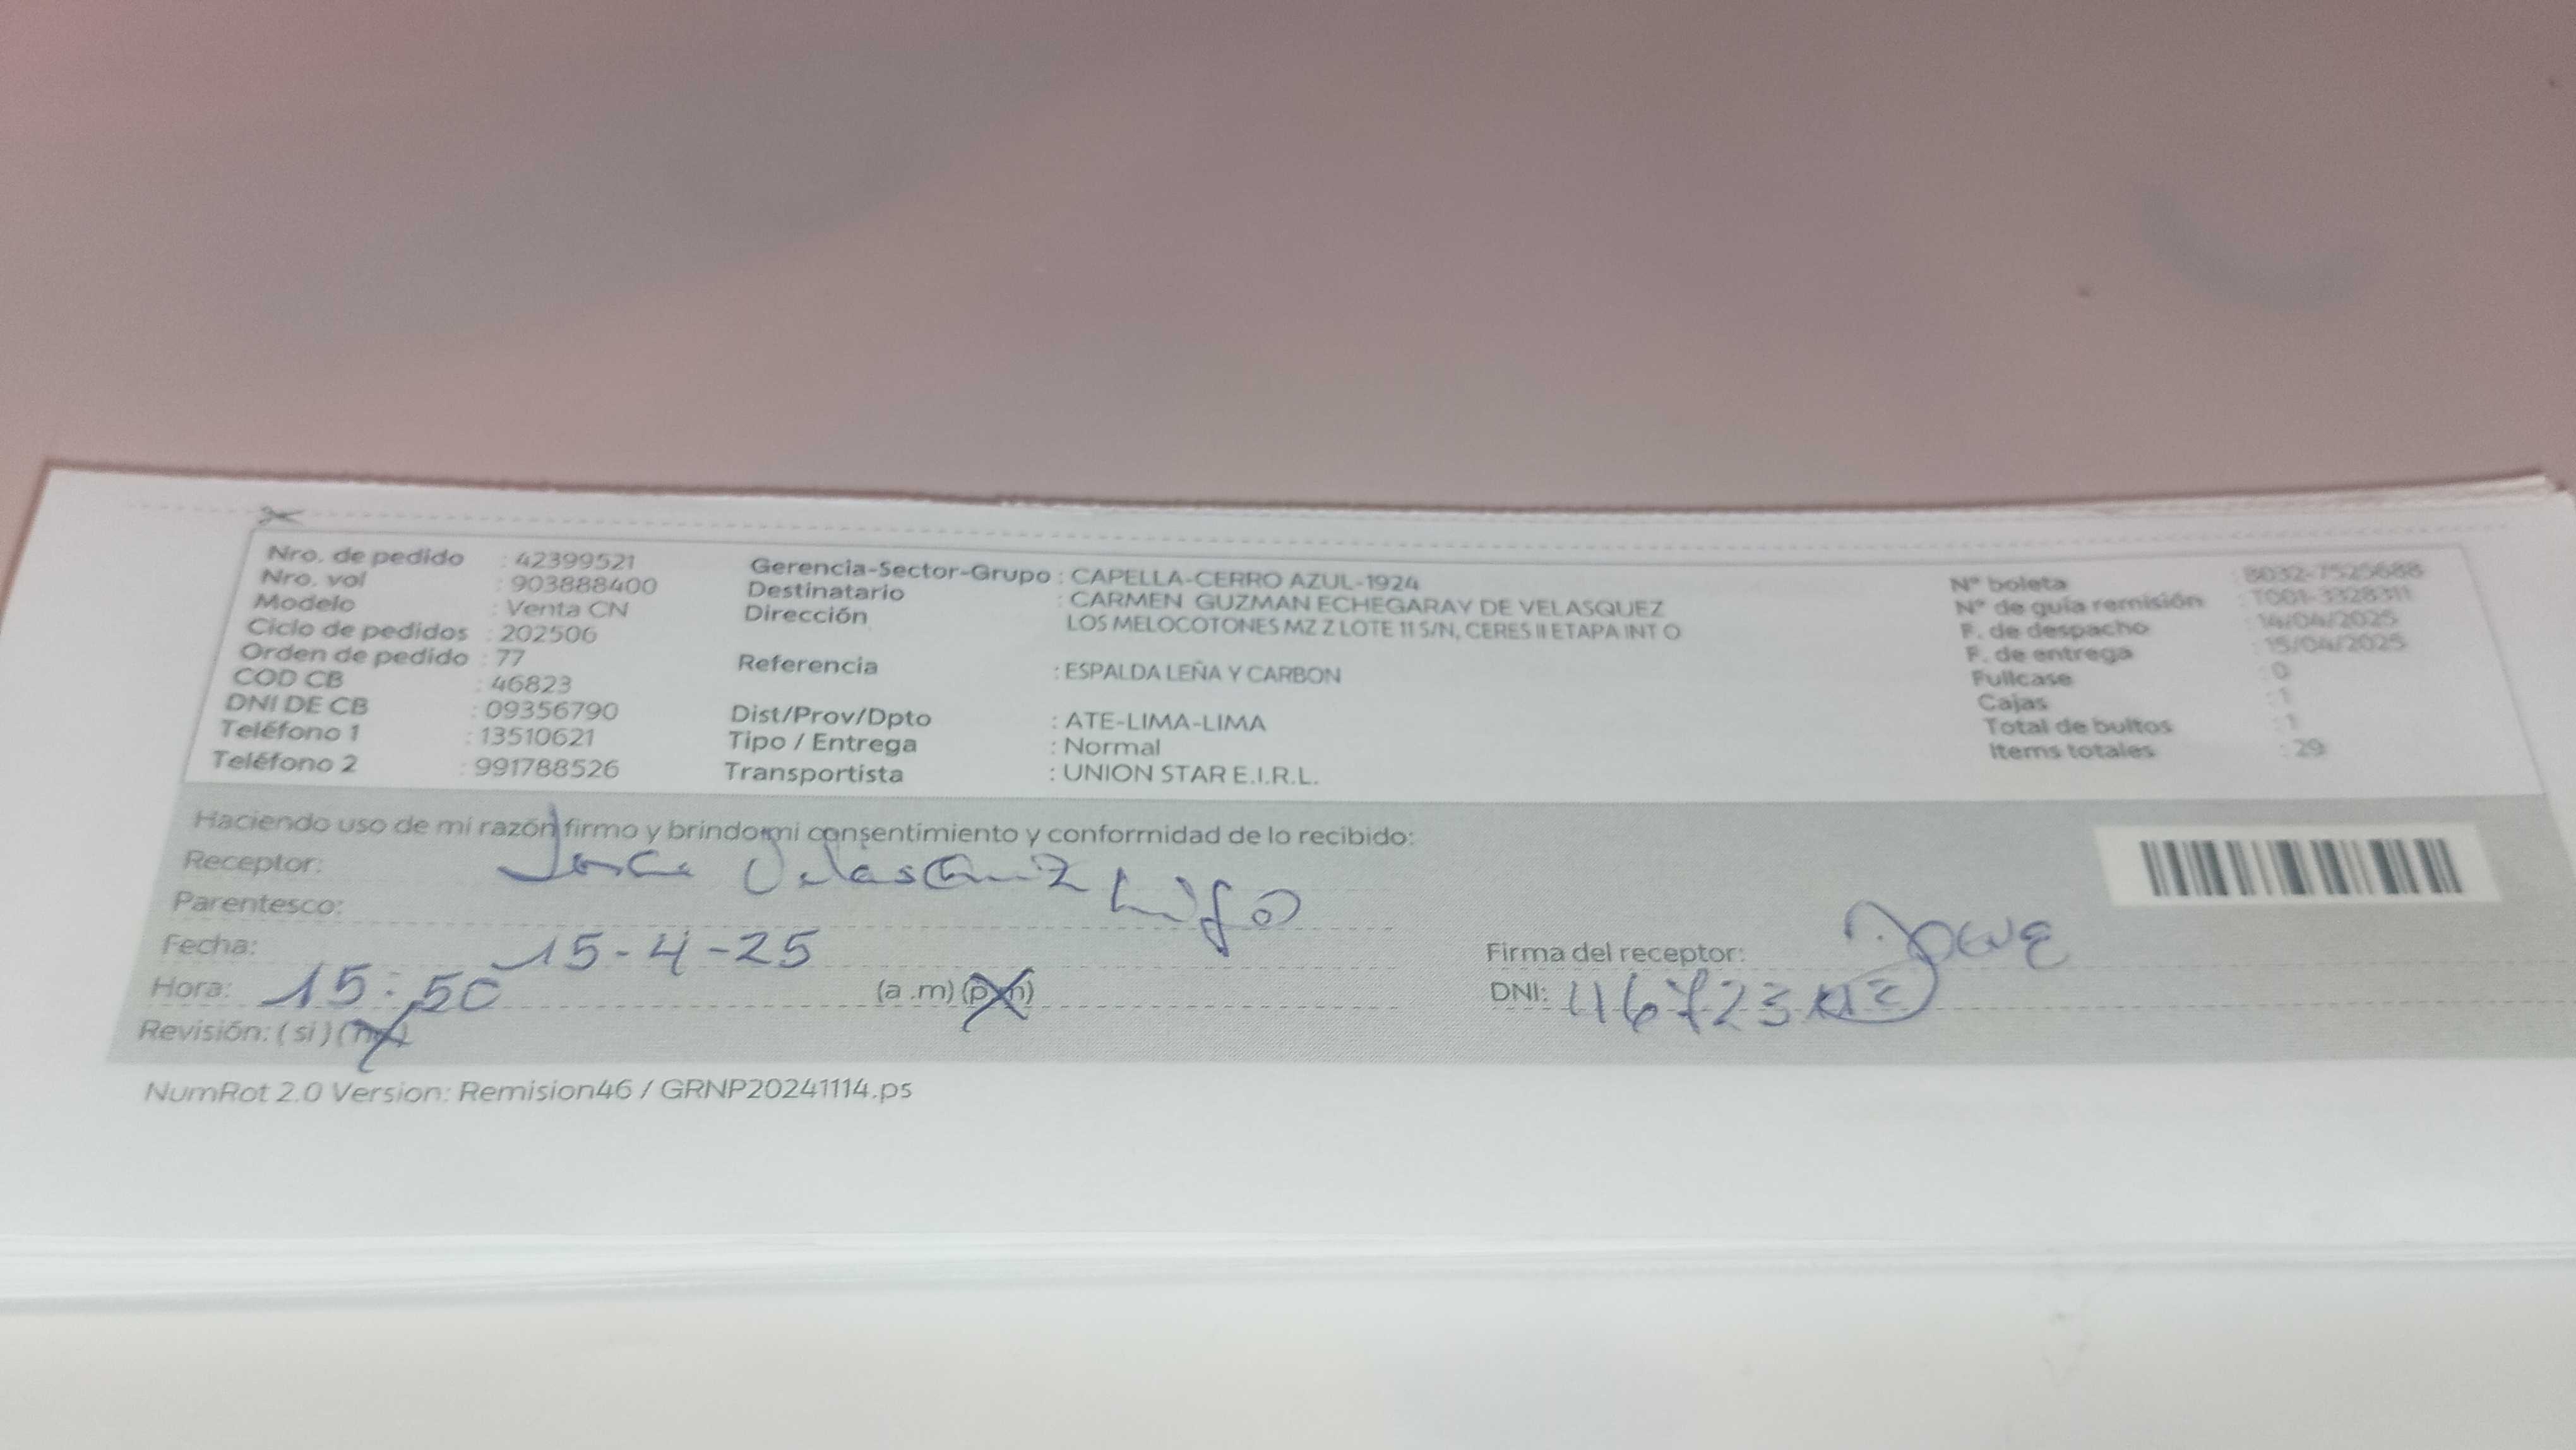 Nro. de pedido : 42399521
Nro. vol : 903888400
Modelo : Venta CN
Ciclo de pedidos : 202506
Orden de pedido : 77
COD CB : 46823
DNI DE CB : 09356790
Teléfono 1 : 13510621
Teléfono 2 : 991788526
Gerencia-Sector-Grupo : CAPELLA-CERRO AZUL-1924
Destinatario : CARMEN GUZMAN ECHEGARAY DE VELASQUEZ
Dirección LOS MELOCOTONES MZ Z LOTE 11 S/N, CERES II ETAPA INT O
Referencia : ESPALDA LEÑA Y CARBON
Dist/Prov/Dpto : ATE-LIMA-LIMA
Tipo / Entrega : Normal
Transportista : UNION STAR E.I.R.L.
N° boleta : B032-7525688
N° de guía remisión : T001-3328311
F. de despacho : 14/04/2025
F. de entrega : 15/04/2025
Fullcase : 0
Cajas : 1
Total de bultos : 1
Items totales : 29
Haciendo uso de mi razón firmo y brindo mi consentimiento y conformidad de lo recibido:
Receptor:
Parentesco: hijo
Fecha: 15-4-25
Hora: 15:50 (a .m) (p.m)
Revisión: ( si ) (no)
Firma del receptor:
DNI:
NumRot 2.0 Version: Remision46 / GRNP20241114.ps